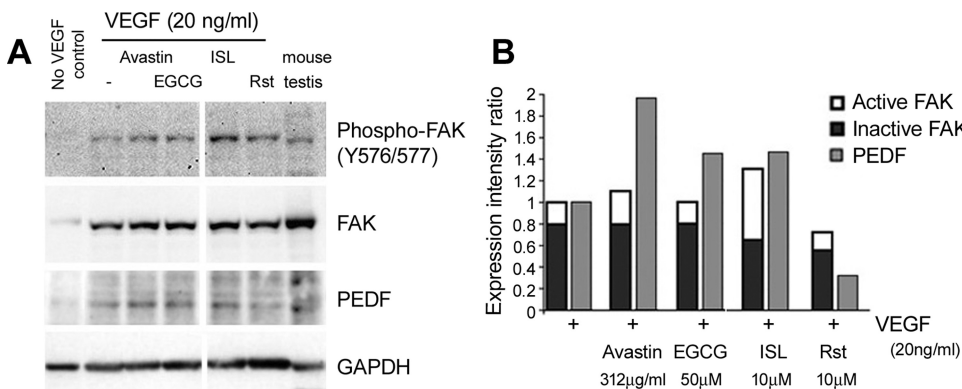 A
No VEGF
control
VEGF (20 ng/ml)
Avastin
ISL
mouse
-
EGCG
Rst
testis
Phospho-FAK
(Y576/577)
FAK
PEDF
GAPDH
B
Expression intensity ratio
2
1.8
1.6
1.4
1.2
1
0.8
0.6
0.4
0.2
0
Active FAK
Inactive FAK
PEDF
+ + + + + VEGF
Avastin EGCG ISL Rst (20ng/ml)
312µg/ml 50µM 10µM 10µM